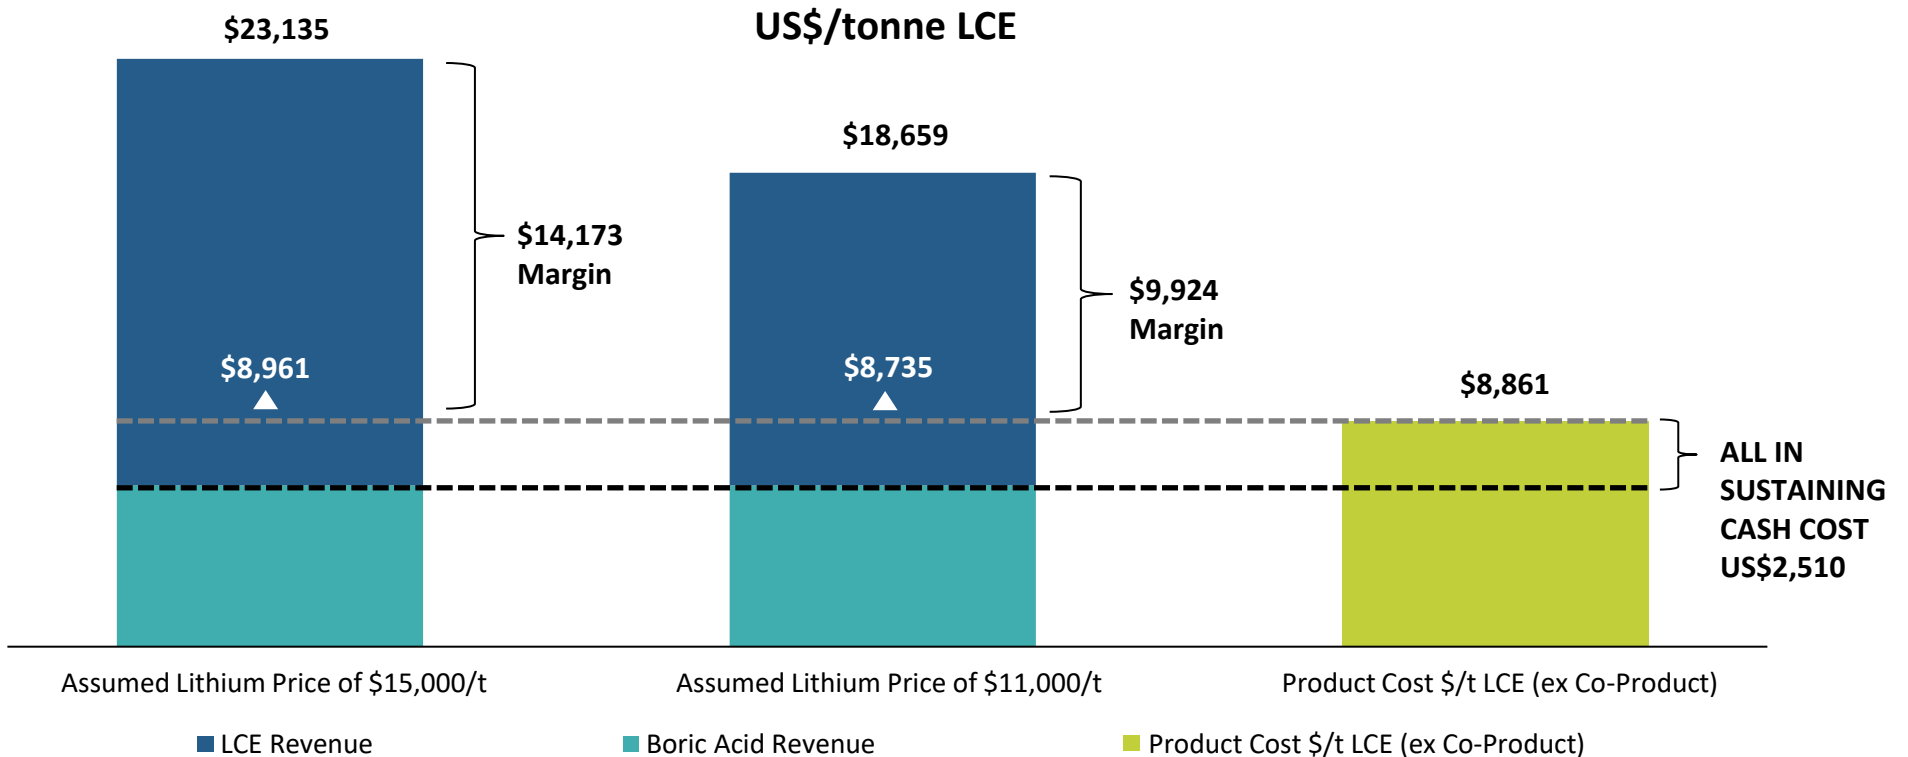 US$/tonne LCE
$23,135
$18,659
$14,173
Margin
$9,924
Margin
$8,961
$8,735
$8,861
ALL IN
SUSTAINING
CASH COST
US$2,510
Assumed Lithium Price of $15,000/t
Assumed Lithium Price of $11,000/t
Product Cost $/t LCE (ex Co-Product)
LCE Revenue
Boric Acid Revenue
Product Cost $/t LCE (ex Co-Product)